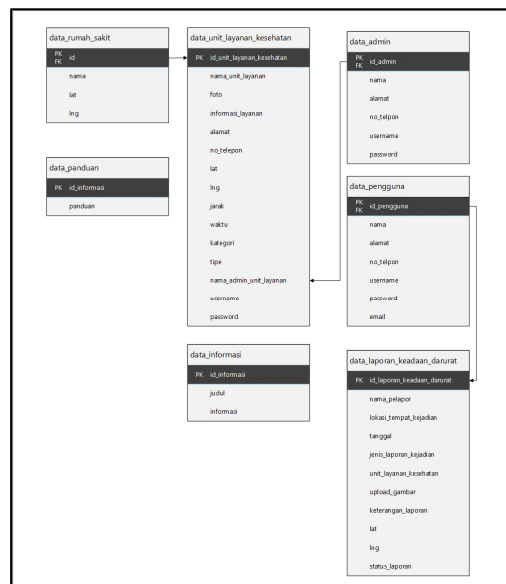 data_rumah_sakit
PK FK id
nama
lat
lng
data_panduan
PK id_informasi
panduan
data_unit_layanan_kesehatan
PK id_unit_layanan_kesehatan
nama_unit_layanan
foto
informasi_layanan
alamat
no_telepon
lat
lng
jarak
waktu
kategori
tipe
nama_admin_unit_layanan
username
password
data_informasi
PK id_informasi
judul
informasi
data_admin
PK FK id_admin
nama
alamat
no_telpon
username
password
data_pengguna
PK FK id_pengguna
nama
alamat
no_telpon
username
password
email
data_laporan_keadaan_darurat
PK id_laporan_keadaan_darurat
nama_pelapor
lokasi_tempat_kejadian
tanggal
jenis_laporan_kejadian
unit_layanan_kesehatan
upload_gambar
keterangan_laporan
lat
lng
status_laporan